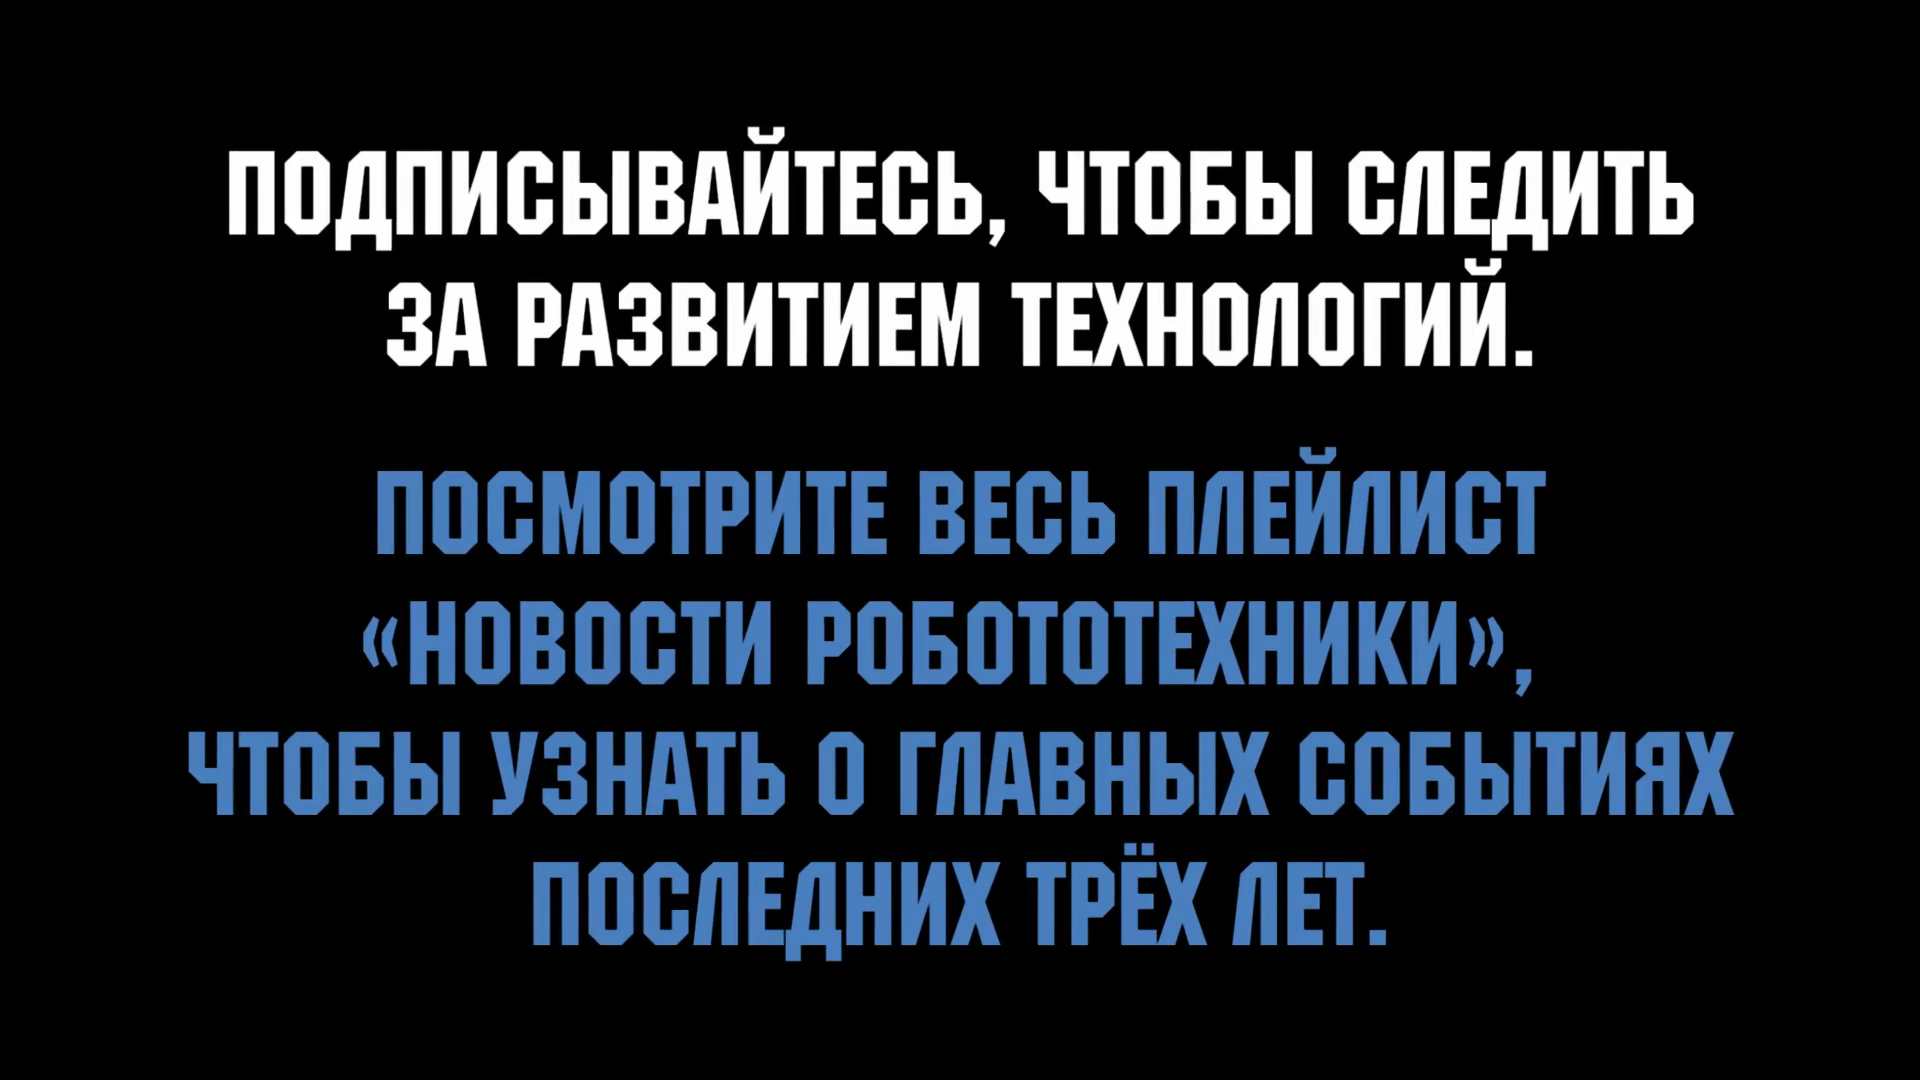 ПОДПИСЫВАЙТЕСЬ, ЧТОБЫ СЛЕДИТЬ
ЗА РАЗВИТИЕМ ТЕХНОЛОГИЙ.
ПОСМОТРИТЕ ВЕСЬ ПЛЕЙЛИСТ
«НОВОСТИ РОБОТОТЕХНИКИ»,
ЧТОБЫ УЗНАТЬ О ГЛАВНЫХ СОБЫТИЯХ
ПОСЛЕДНИХ ТРЁХ ЛЕТ.